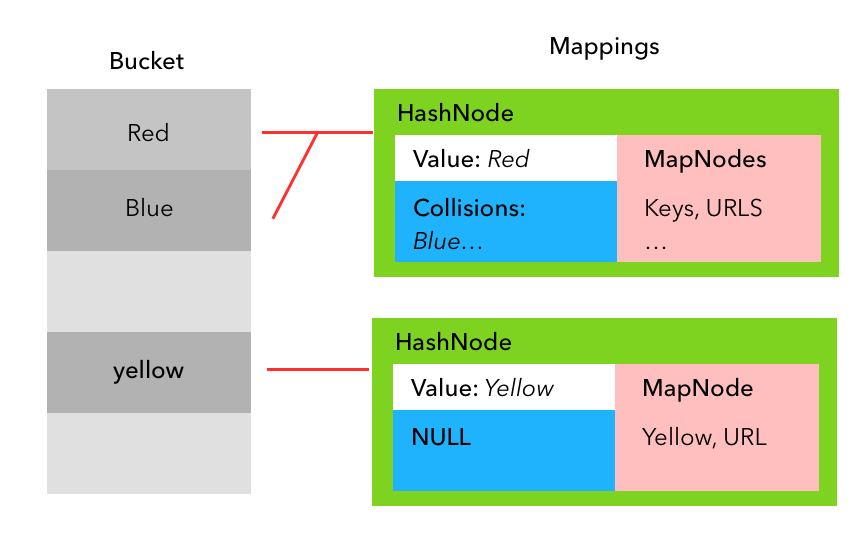 Bucket
Mappings
Red
Blue
yellow
HashNode
Value: Red
Collisions:
Blue...
MapNodes
Keys, URLS
...
HashNode
Value: Yellow
NULL
MapNode
Yellow, URL